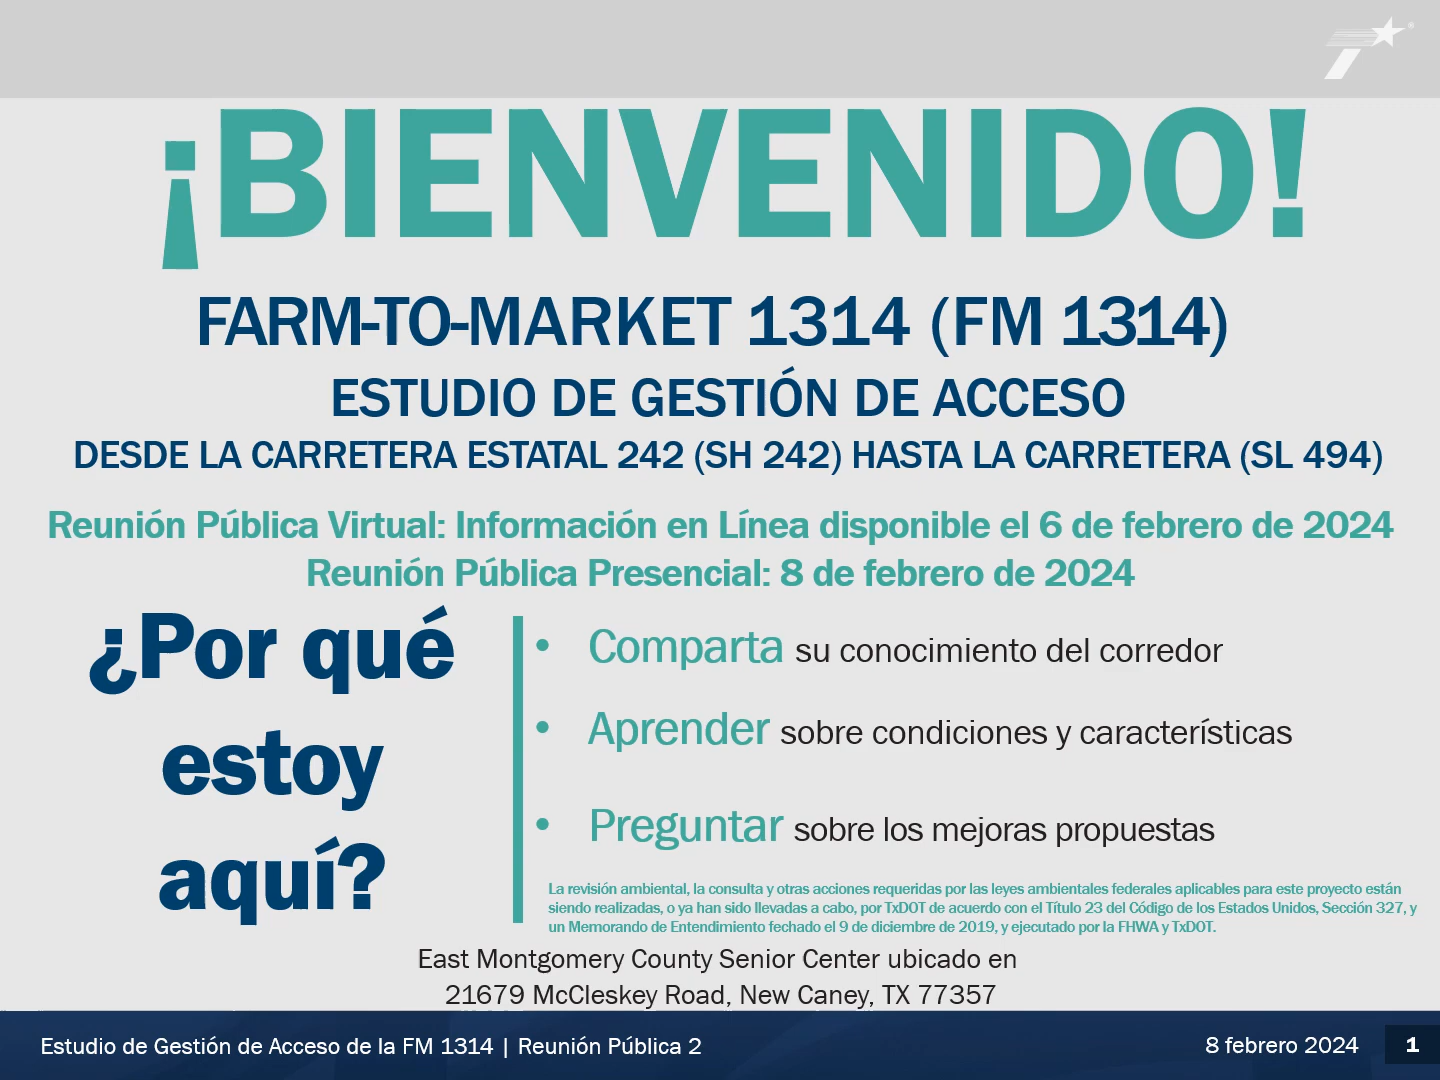 ¡BIENVENIDO!
FARM-TO-MARKET 1314 (FM 1314)
ESTUDIO DE GESTIÓN DE ACCESO
DESDE LA CARRETERA ESTATAL 242 (SH 242) HASTA LA CARRETERA (SL 494)
Reunión Pública Virtual: Información en Línea disponible el 6 de febrero de 2024
Reunión Pública Presencial: 8 de febrero de 2024
¿Por qué
estoy
aquí?
• Comparta su conocimiento del corredor
• Aprender sobre condiciones y características
• Preguntar sobre los mejoras propuestas
La revisión ambiental, la consulta y otras acciones requeridas por las leyes ambientales federales aplicables para este proyecto están
siendo realizadas, o ya han sido llevadas a cabo, por TxDOT de acuerdo con el Título 23 del Código de los Estados Unidos, Sección 327, y
un Memorando de Entendimiento fechado el 9 de diciembre de 2019, y ejecutado por la FHWA y TxDOT.
East Montgomery County Senior Center ubicado en
21679 McCleskey Road, New Caney, TX 77357
Estudio de Gestión de Acceso de la FM 1314 | Reunión Pública 2
8 febrero 2024
1